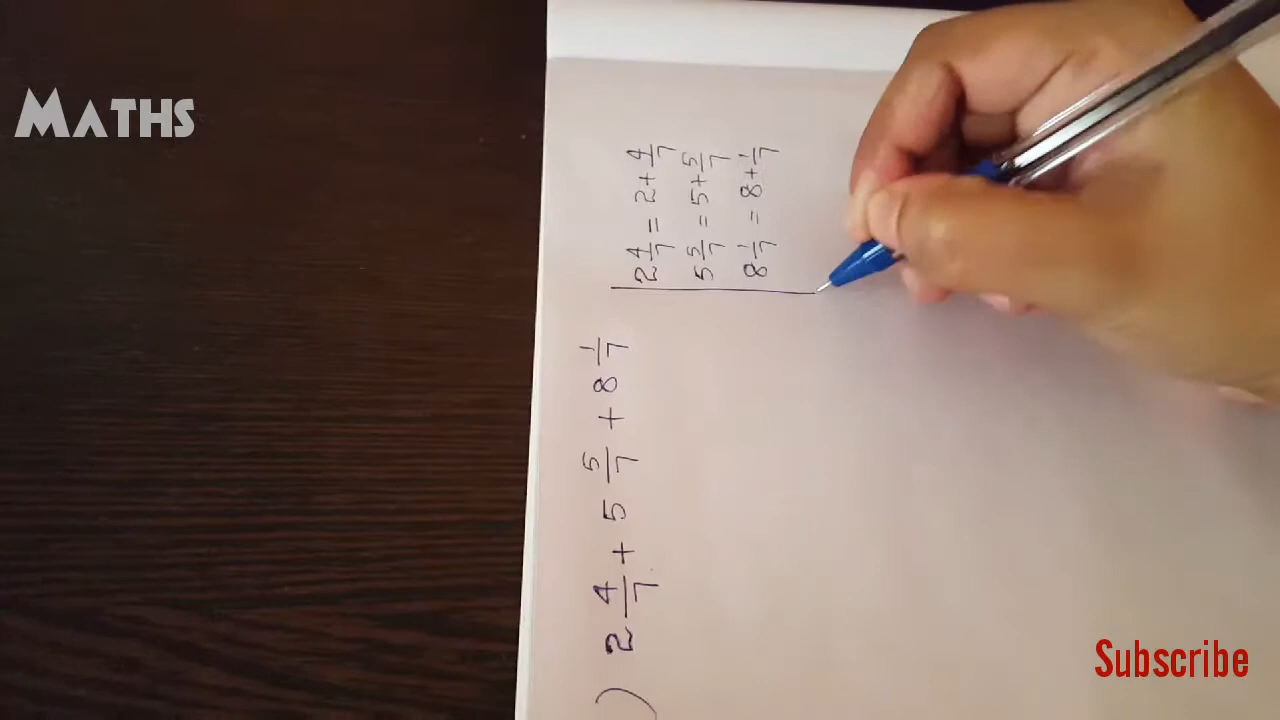 MATHS
) 2 4/7 + 5 5/7 + 8 1/7
2 4/7 = 2 + 4/7
5 5/7 = 5 + 5/7
8 1/7 = 8 + 1/7
Subscribe